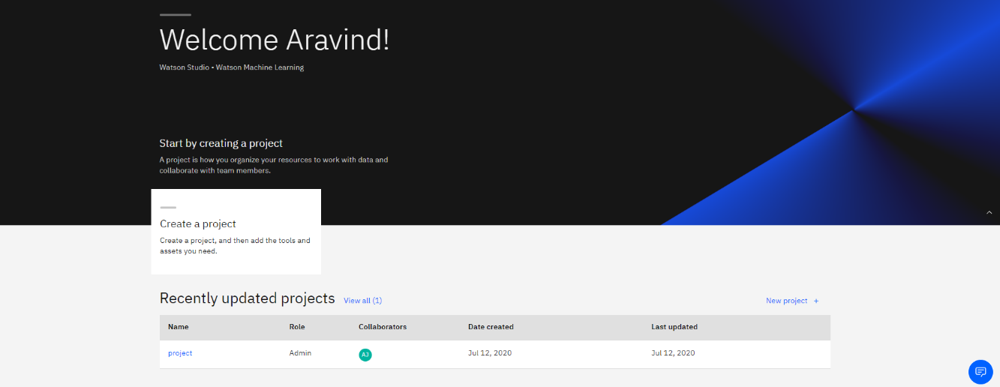 Welcome Aravind!
Watson Studio • Watson Machine Learning
Start by creating a project
A project is how you organize your resources to work with data and
collaborate with team members.
Create a project
Create a project, and then add the tools and
assets you need.
Recently updated projects View all (1) New project +
Name Role Collaborators Date created Last updated
project Admin AJ Jul 12, 2020 Jul 12, 2020